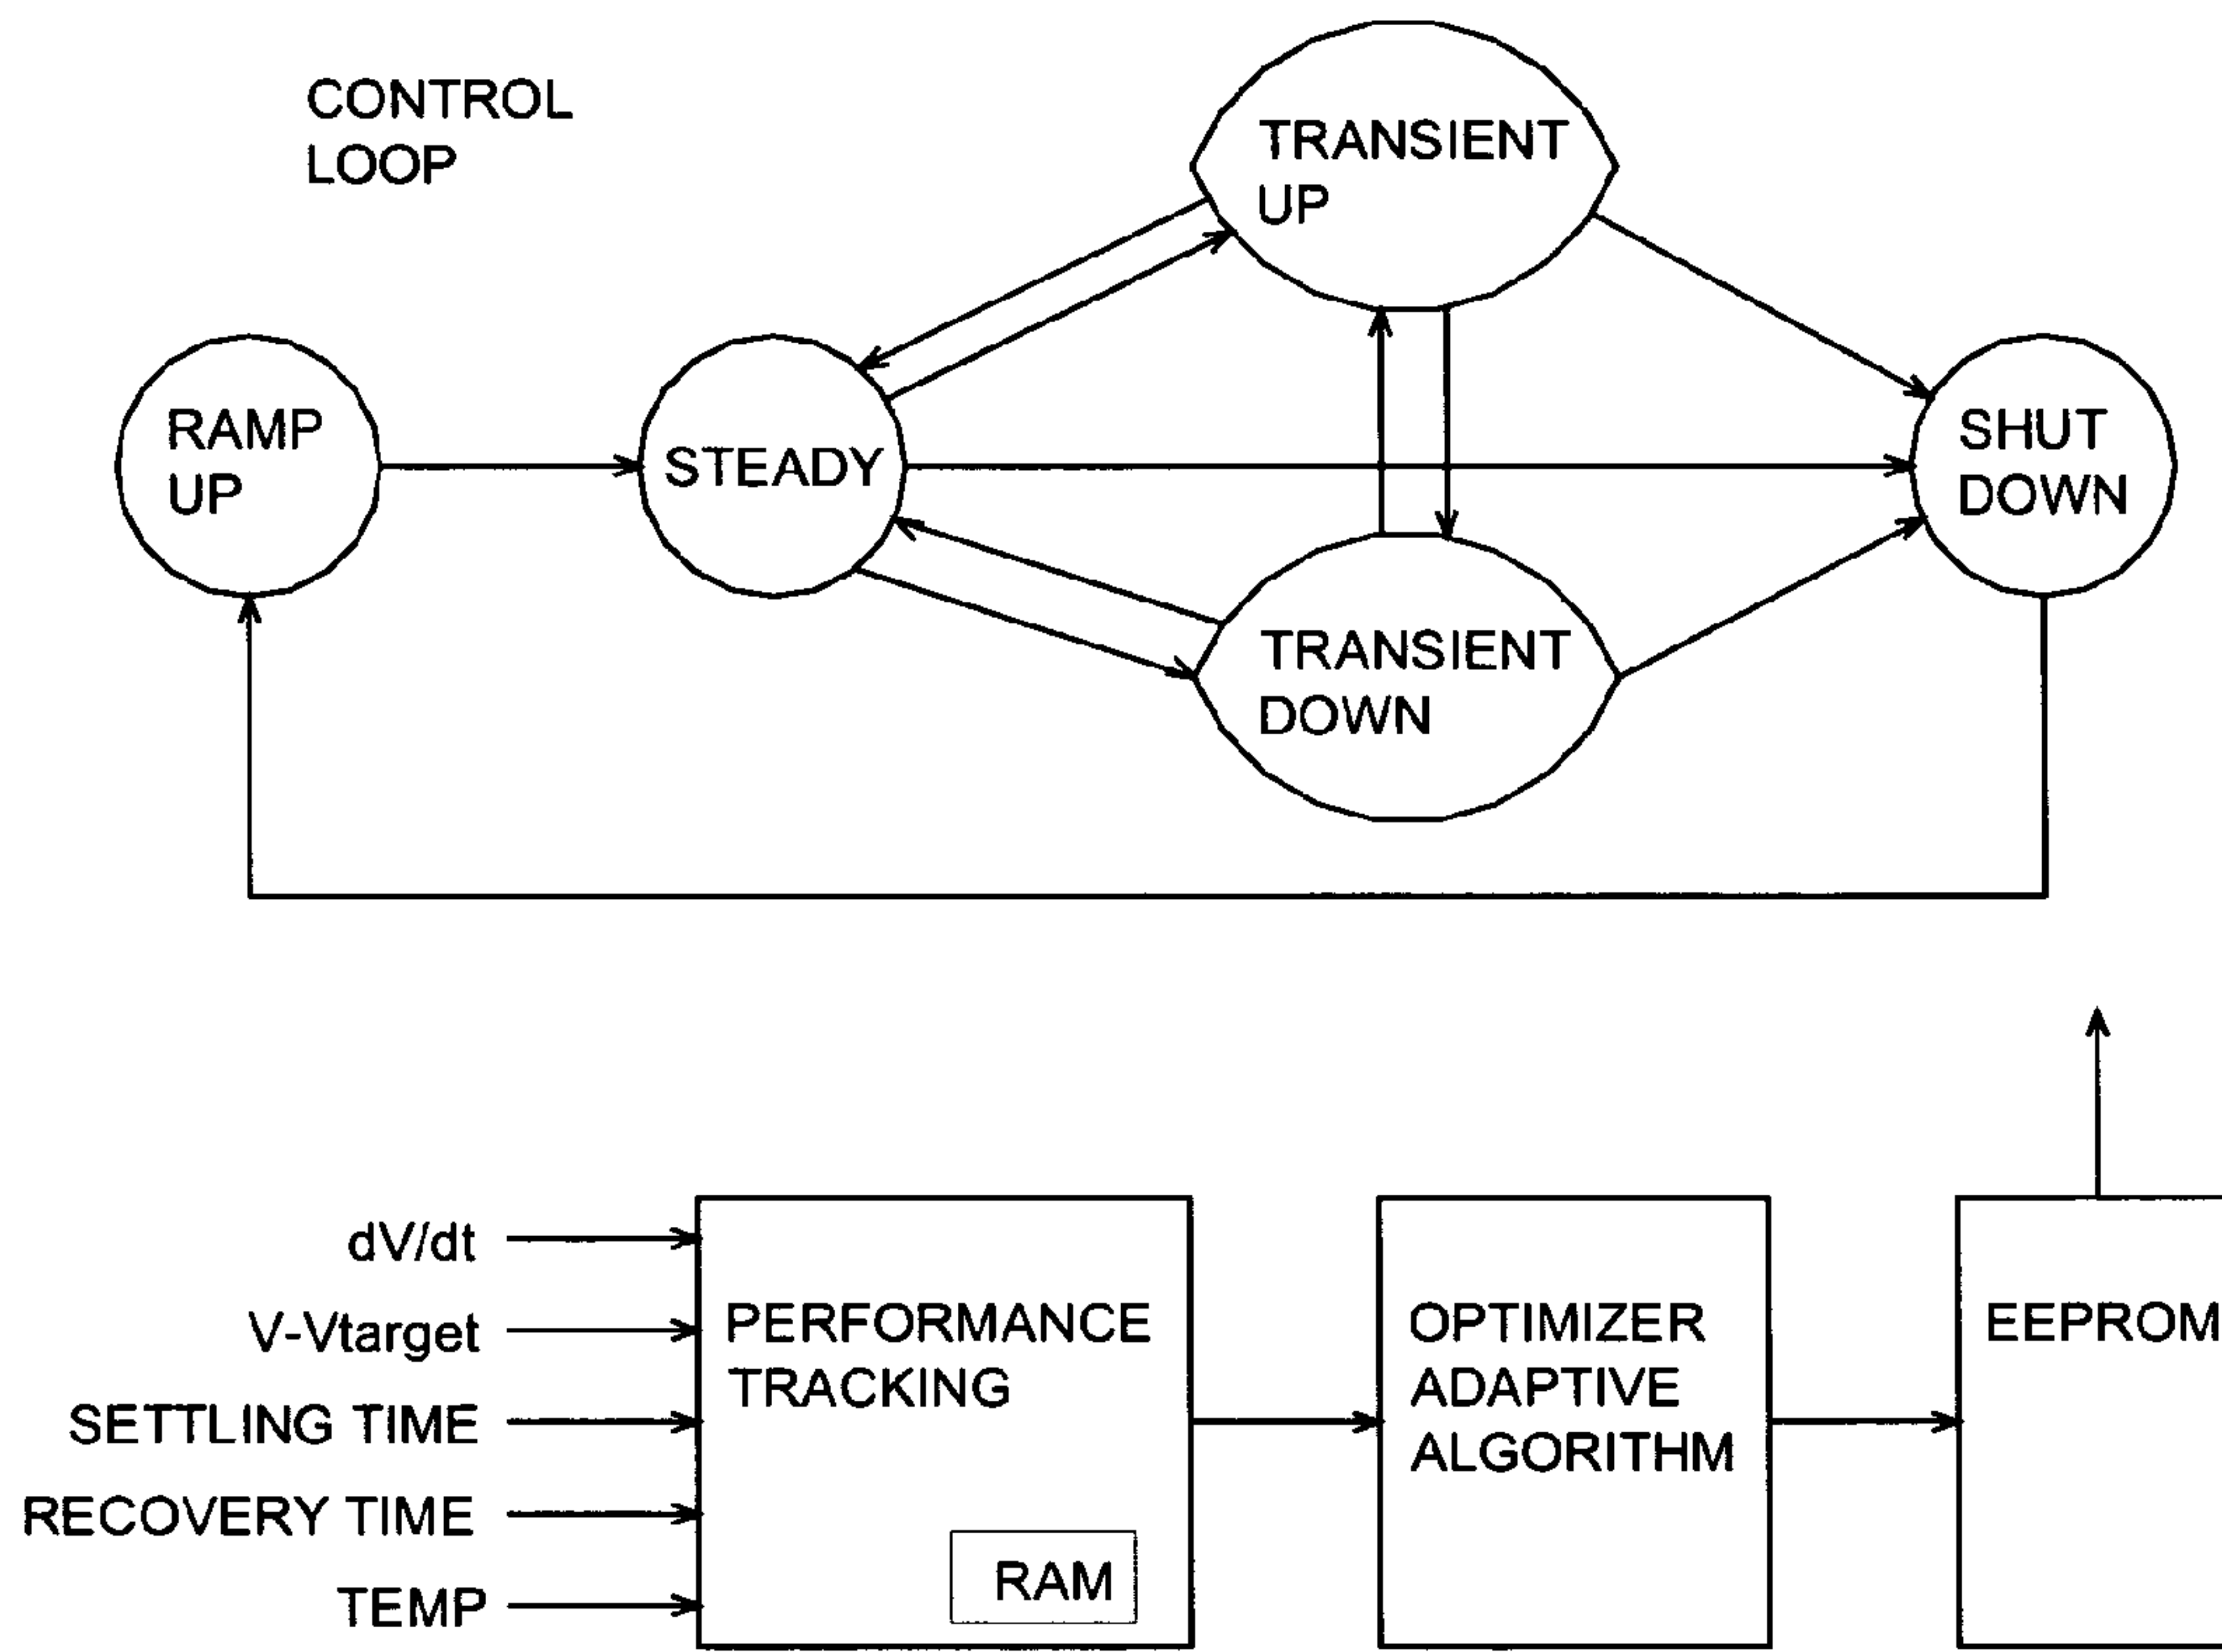 CONTROL
LOOP
TRANSIENT
UP
RAMP
UP
STEADY
SHUT
DOWN
TRANSIENT
DOWN
dV/dt
V-Vtarget
SETTLING TIME
RECOVERY TIME
TEMP
PERFORMANCE
TRACKING
RAM
OPTIMIZER
ADAPTIVE
ALGORITHM
EEPROM